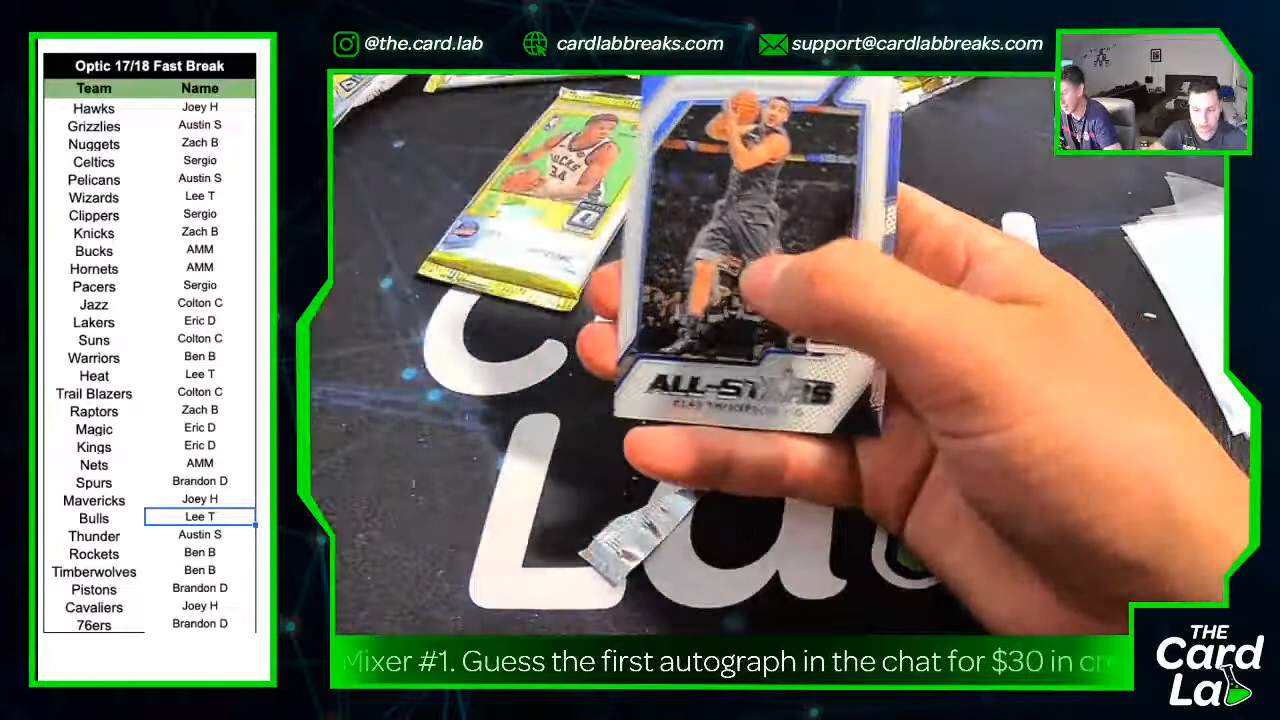 @the.card.lab
cardlabbreaks.com
support@cardlabbreaks.com
Optic 17/18 Fast Break
Team Name
Hawks Joey H
Grizzlies Austin S
Nuggets Zach B
Celtics Sergio
Pelicans Austin S
Wizards Lee T
Clippers Sergio
Knicks Zach B
Bucks AMM
Hornets AMM
Pacers Sergio
Jazz Colton C
Lakers Eric D
Suns Colton C
Warriors Ben B
Heat Lee T
Trail Blazers Colton C
Raptors Zach B
Magic Eric D
Kings Eric D
Nets AMM
Spurs Brandon D
Mavericks Joey H
Bulls Lee T
Thunder Austin S
Rockets Ben B
Timberwolves Ben B
Pistons Brandon D
Cavaliers Joey H
76ers Brandon D
BUCKS
34
ALL-STARS
Mixer #1. Guess the first autograph in the chat for $30 in cre
THE
Card
Lab